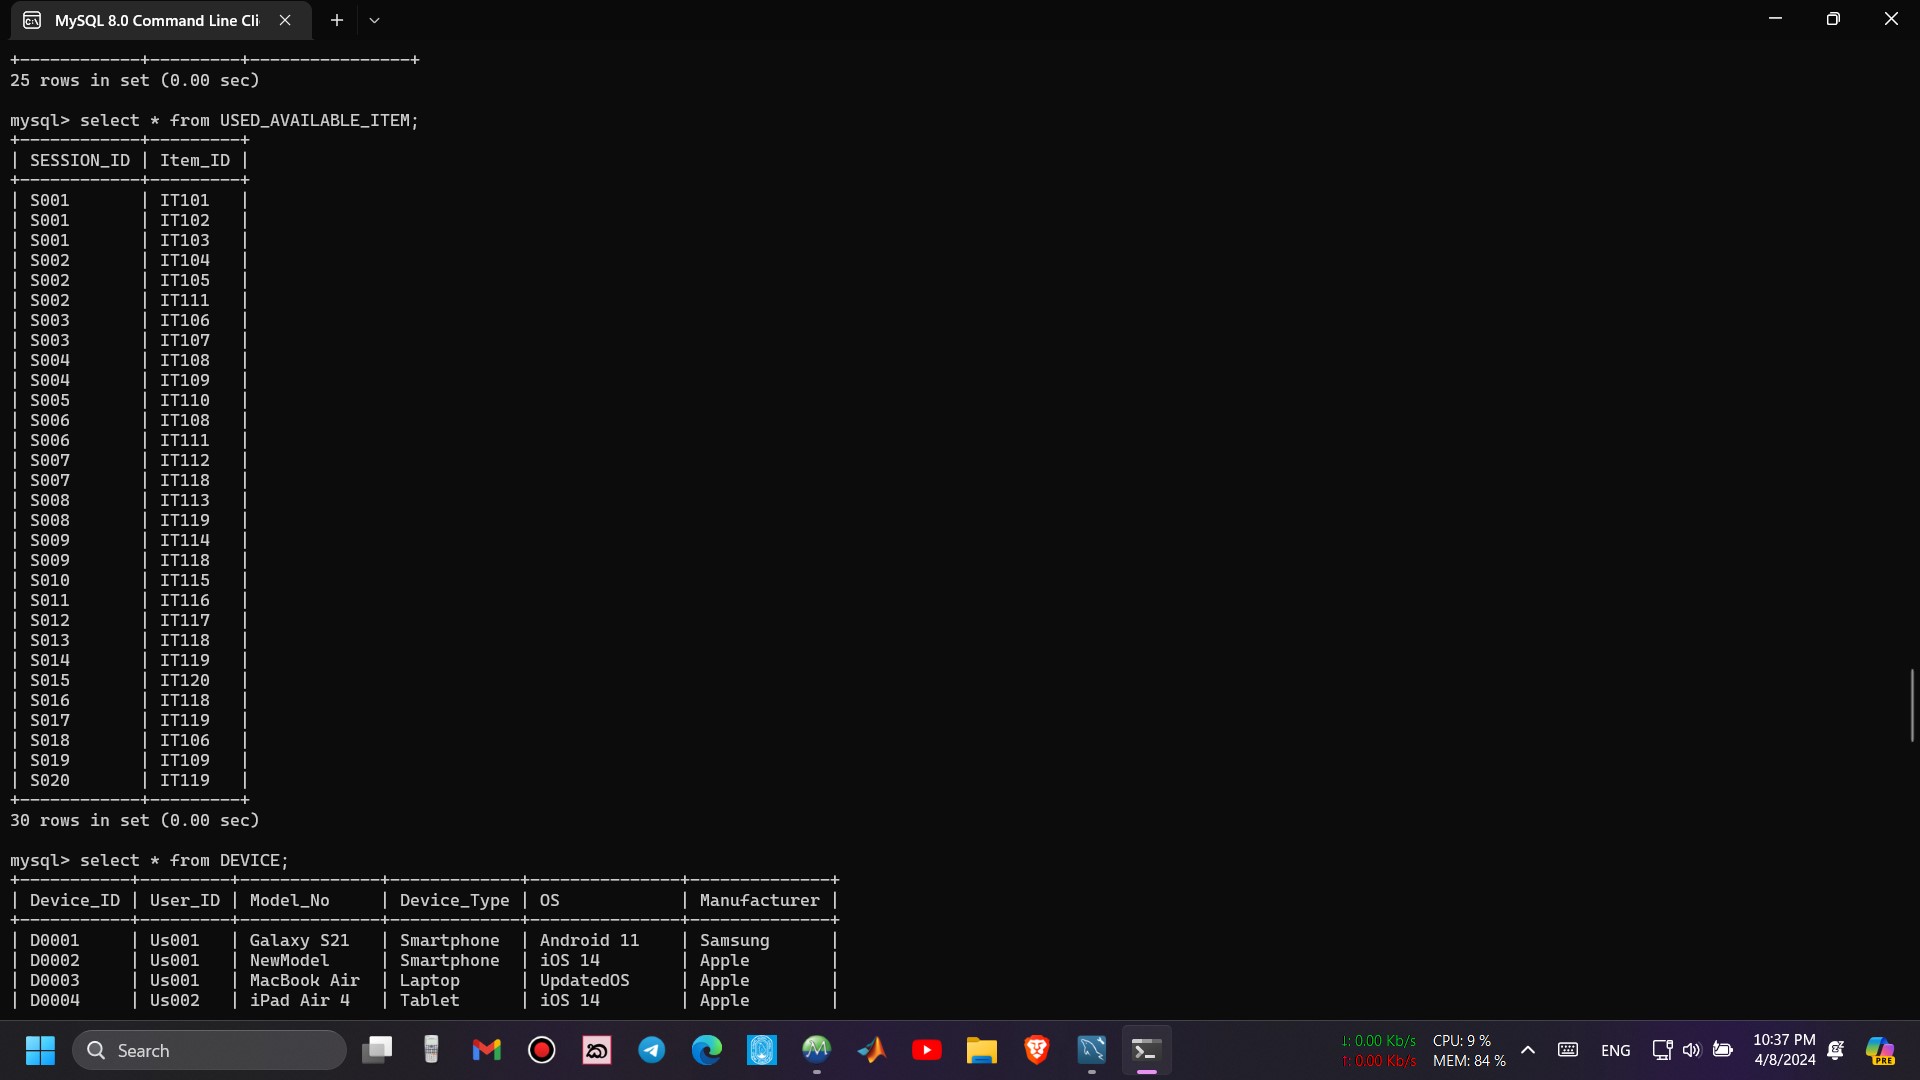 MySQL 8.0 Command Line Cli
+------------+---------+----------------+
25 rows in set (0.00 sec)
mysql> select * from USED_AVAILABLE_ITEM;
+------------+---------+
| SESSION_ID | Item_ID |
+------------+---------+
| S001       | IT101   |
| S001       | IT102   |
| S001       | IT103   |
| S002       | IT104   |
| S002       | IT105   |
| S002       | IT111   |
| S003       | IT106   |
| S003       | IT107   |
| S004       | IT108   |
| S004       | IT109   |
| S005       | IT110   |
| S006       | IT108   |
| S006       | IT111   |
| S007       | IT112   |
| S007       | IT118   |
| S008       | IT113   |
| S008       | IT119   |
| S009       | IT114   |
| S009       | IT118   |
| S010       | IT115   |
| S011       | IT116   |
| S012       | IT117   |
| S013       | IT118   |
| S014       | IT119   |
| S015       | IT120   |
| S016       | IT118   |
| S017       | IT119   |
| S018       | IT106   |
| S019       | IT109   |
| S020       | IT119   |
+------------+---------+
30 rows in set (0.00 sec)
mysql> select * from DEVICE;
+-----------+---------+--------------+-------------+---------------+--------------+
| Device_ID | User_ID | Model_No     | Device_Type | OS            | Manufacturer |
+-----------+---------+--------------+-------------+---------------+--------------+
| D0001     | Us001   | Galaxy S21   | Smartphone  | Android 11    | Samsung      |
| D0002     | Us001   | NewModel     | Smartphone  | iOS 14        | Apple        |
| D0003     | Us001   | MacBook Air  | Laptop      | UpdatedOS     | Apple        |
| D0004     | Us002   | iPad Air 4   | Tablet      | iOS 14        | Apple        |
Search
↓: 0.00 Kb/s
↑: 0.00 Kb/s
CPU: 9 %
MEM: 84 %
ENG
10:37 PM
4/8/2024
PRE